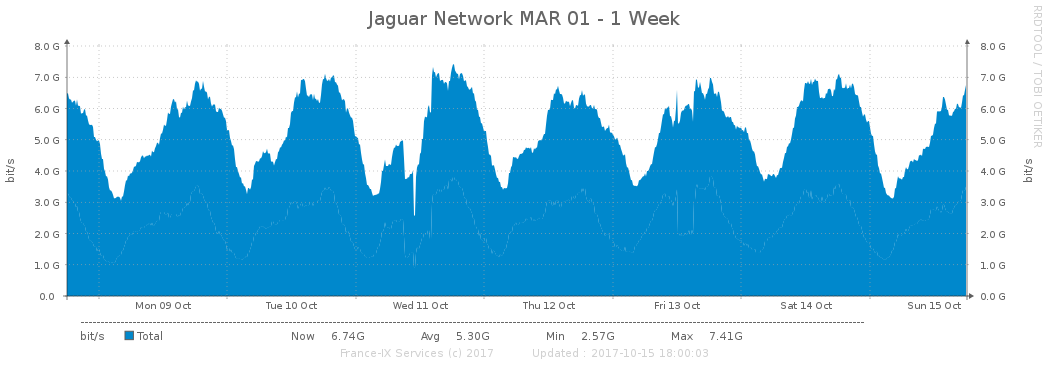 Jaguar Network MAR 01 - 1 Week
RRDTOOL / TOBI OETIKER
bit/s
8.0 G 8.0 G
7.0 G 7.0 G
6.0 G 6.0 G
5.0 G 5.0 G
4.0 G 4.0 G
3.0 G 3.0 G
2.0 G 2.0 G
1.0 G 1.0 G
0.0 0.0 G
bit/s
Mon 09 Oct Tue 10 Oct Wed 11 Oct Thu 12 Oct Fri 13 Oct Sat 14 Oct Sun 15 Oct
bit/s Total Now 6.74G Avg 5.30G Min 2.57G Max 7.41G
France-IX Services (c) 2017 Updated : 2017-10-15 18:00:03